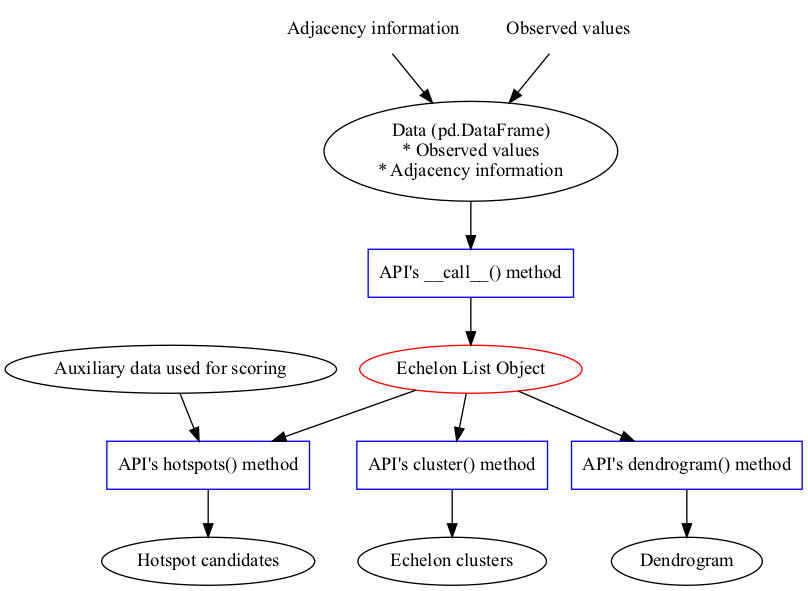 Adjacency information
Observed values
Data (pd.DataFrame)
* Observed values
* Adjacency information
API's __call__() method
Auxiliary data used for scoring
Echelon List Object
API's hotspots() method
API's cluster() method
API's dendrogram() method
Hotspot candidates
Echelon clusters
Dendrogram